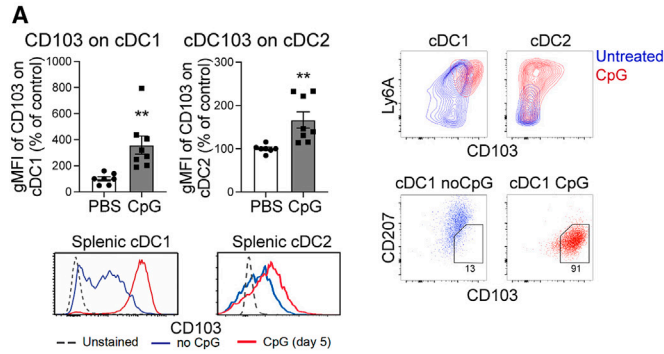 A
CD103 on cDC1
cDC103 on cDC2
gMFI of CD103 on
cDC1 (% of control)
1000
800
600
400
200
0
**
PBS CpG
gMFI of CD103 on
cDC2 (% of control)
300
200
100
0
**
PBS CpG
cDC1
cDC2
Untreated
CpG
Ly6A
CD103
cDC1 noCpG
cDC1 CpG
CD207
13
91
CD103
Splenic cDC1
Splenic cDC2
CD103
Unstained
no CpG
CpG (day 5)